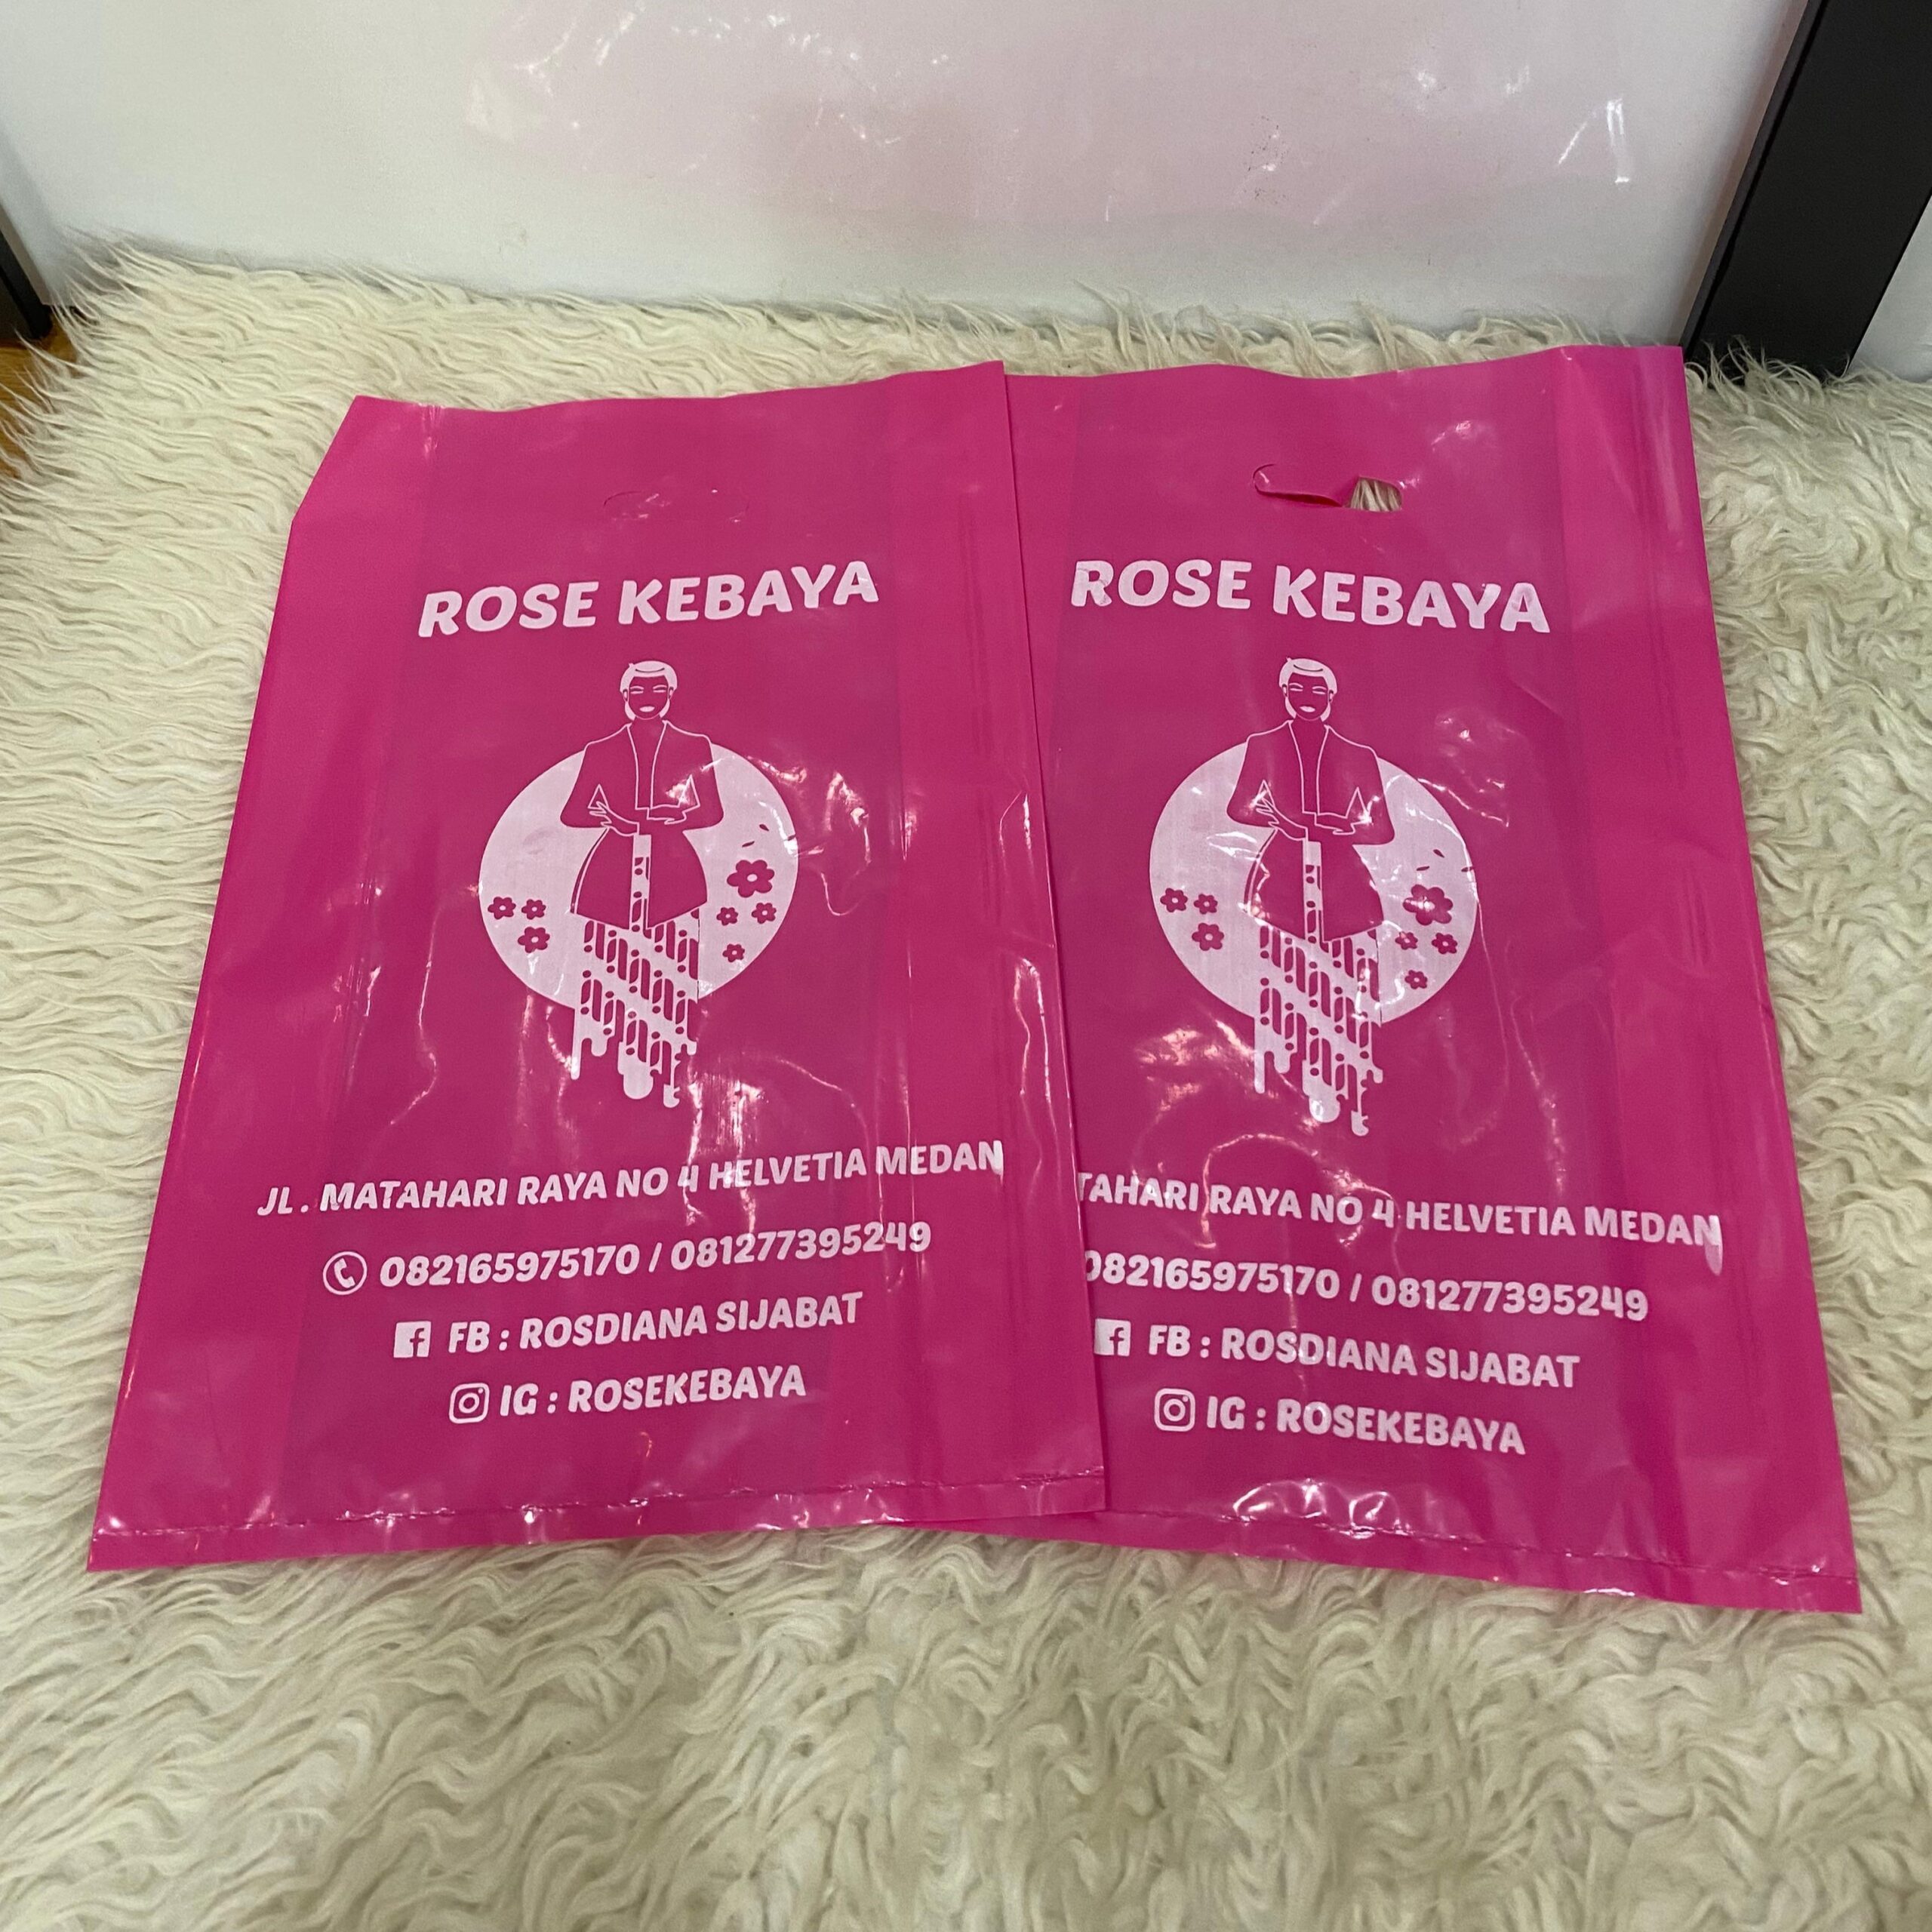 ROSE KEBAYA
JL. MATAHARI RAYA NO 4 HELVETIA MEDAN
082165975170 / 081277395249
FB : ROSDIANA SIJABAT
IG : ROSEKEBAYA
ROSE KEBAYA
TAHARI RAYA NO 4 HELVETIA MEDAN
082165975170 / 081277395249
FB : ROSDIANA SIJABAT
IG : ROSEKEBAYA